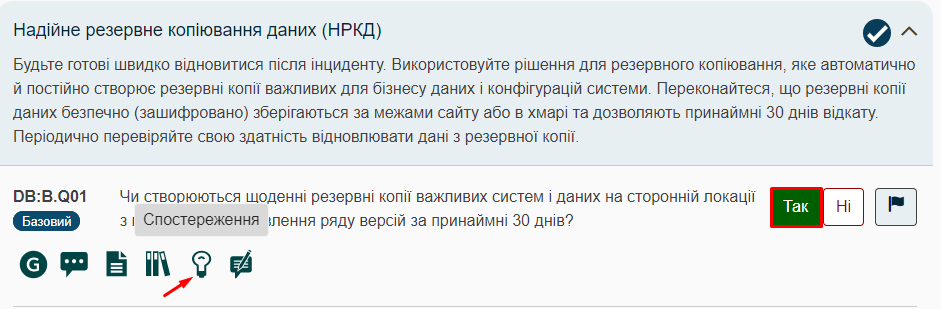 Надійне резервне копіювання даних (НРКД)
Будьте готові швидко відновитися після інциденту. Використовуйте рішення для резервного копіювання, яке автоматично
й постійно створює резервні копії важливих для бізнесу даних і конфігурацій системи. Переконайтеся, що резервні копії
даних безпечно (зашифровано) зберігаються за межами сайту або в хмарі та дозволяють принаймні 30 днів відкату.
Періодично перевіряйте свою здатність відновлювати дані з резервної копії.
DB:B.Q01 Чи створюються щоденні резервні копії важливих систем і даних на сторонній локації
Базовий з Спостереження влення ряду версій за принаймні 30 днів?
Так Ні
G